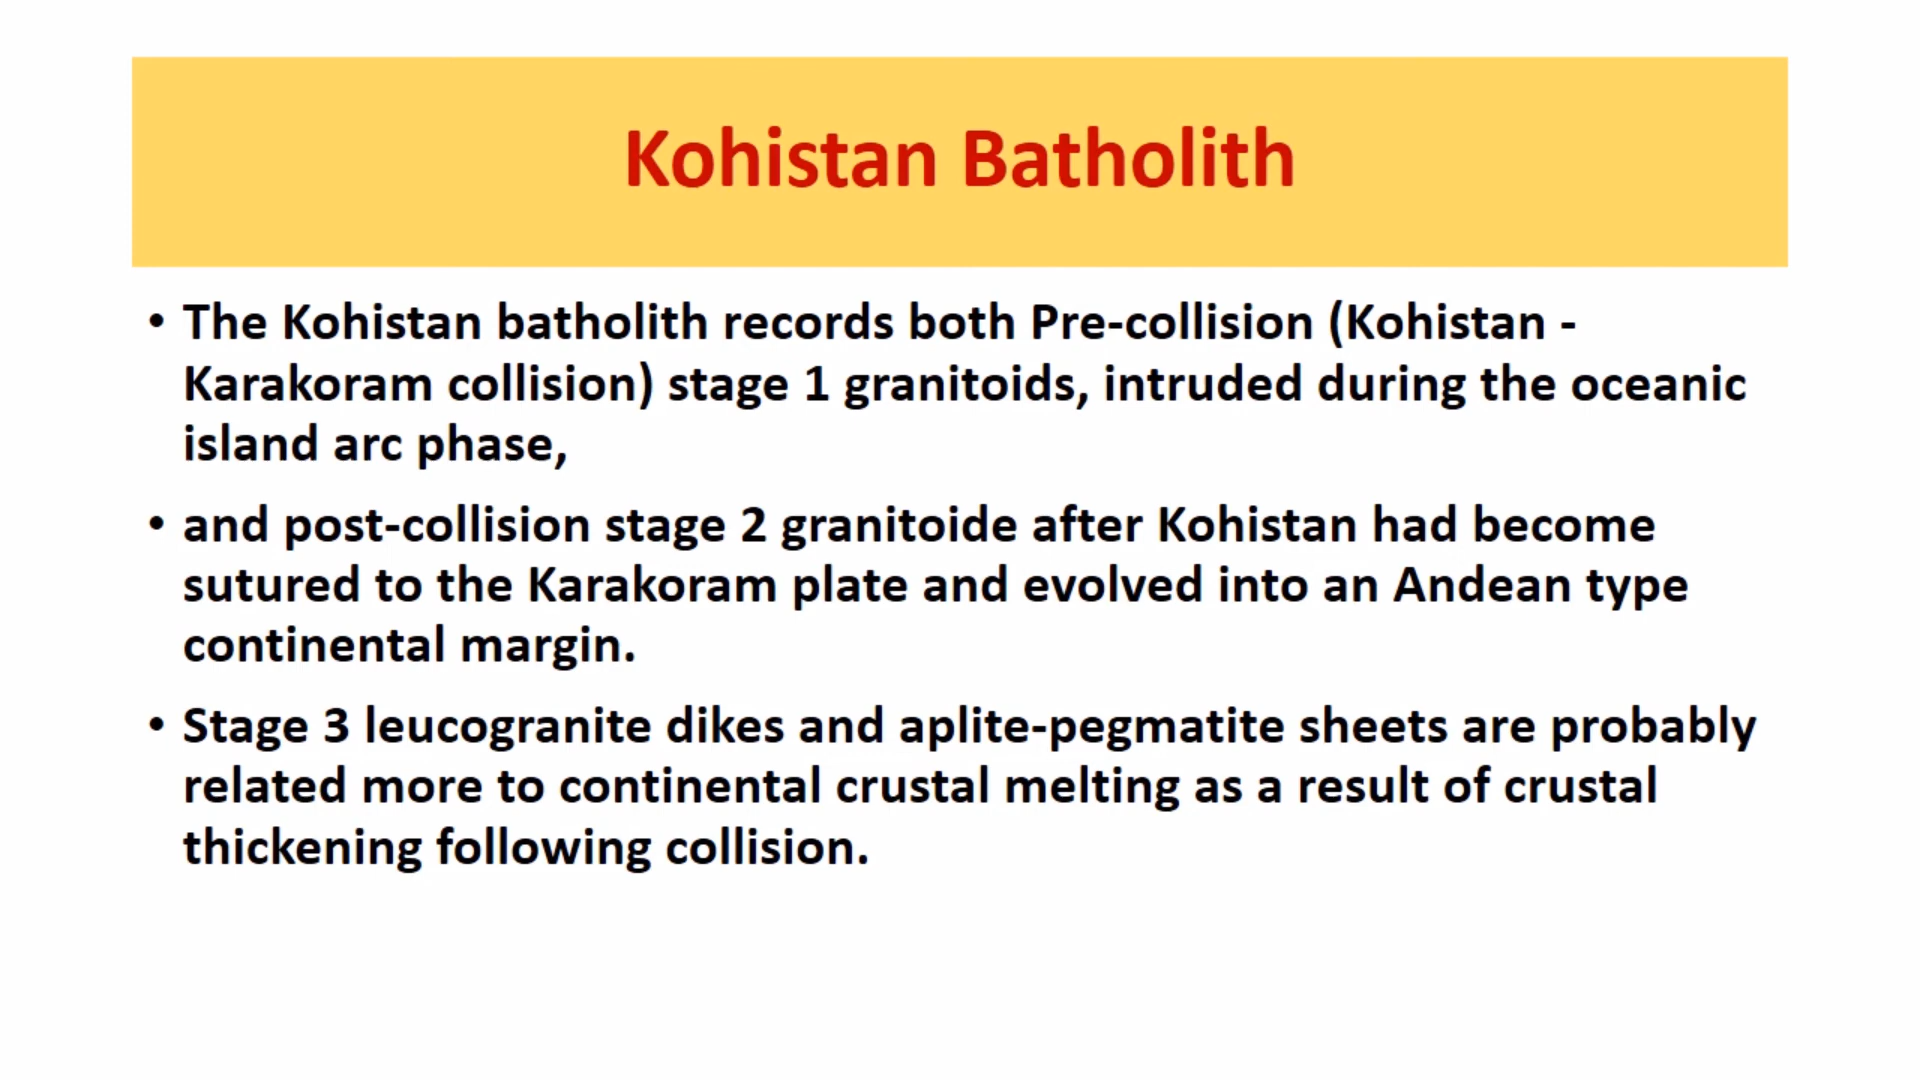 Kohistan Batholith
• The Kohistan batholith records both Pre-collision (Kohistan -
Karakoram collision) stage 1 granitoids, intruded during the oceanic
island arc phase,
• and post-collision stage 2 granitoide after Kohistan had become
sutured to the Karakoram plate and evolved into an Andean type
continental margin.
• Stage 3 leucogranite dikes and aplite-pegmatite sheets are probably
related more to continental crustal melting as a result of crustal
thickening following collision.